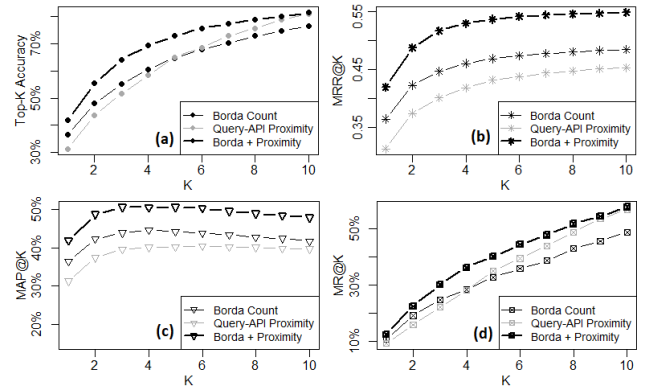 70%
50%
30%
Top-K Accuracy
(a)
Borda Count
Query-API Proximity
Borda + Proximity
2 4 6 8 10
K
0.55
0.45
0.35
MRR@K
(b)
Borda Count
Query-API Proximity
Borda + Proximity
2 4 6 8 10
K
50%
40%
30%
20%
MAP@K
(c)
Borda Count
Query-API Proximity
Borda + Proximity
2 4 6 8 10
K
50%
30%
10%
MR@K
(d)
Borda Count
Query-API Proximity
Borda + Proximity
2 4 6 8 10
K